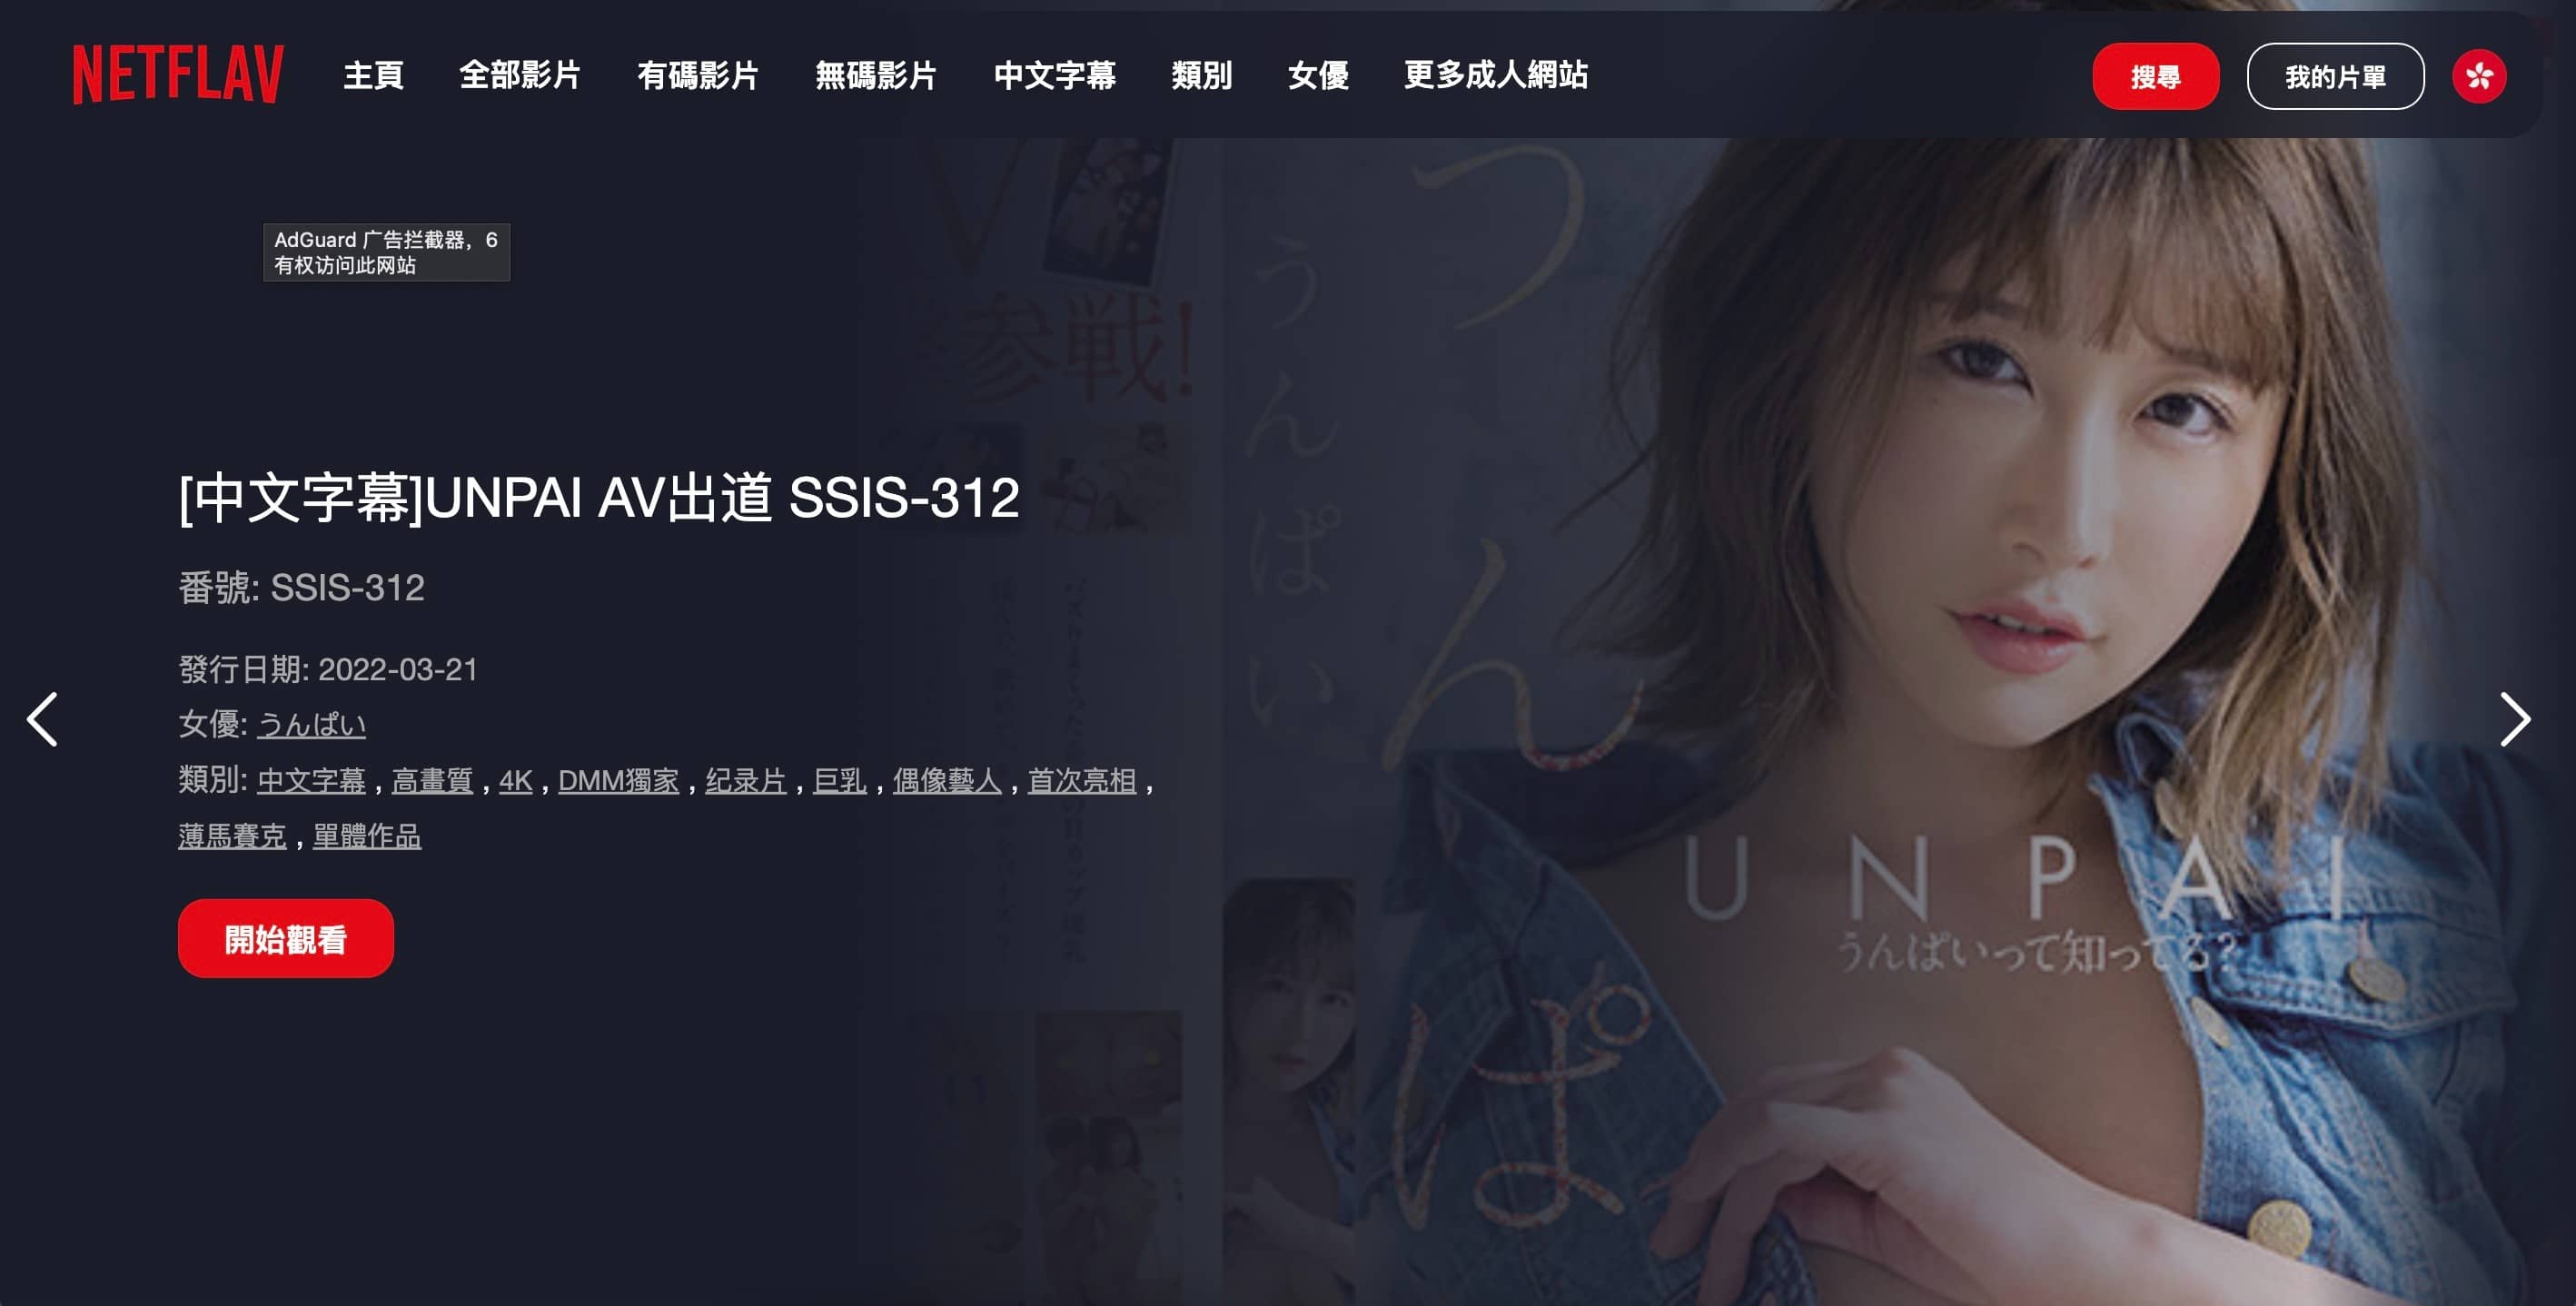 NETFLAV 主頁 全部影片 有碼影片 無碼影片 中文字幕 類別 女優 更多成人網站 搜尋 我的片單
AdGuard 广告拦截器，6
有权访问此网站
参戦!
うんぱい
[中文字幕]UNPAI AV出道 SSIS-312
番號: SSIS-312
發行日期: 2022-03-21
女優: うんぱい
類別: 中文字幕 , 高畫質 , 4K , DMM獨家 , 纪录片 , 巨乳 , 偶像藝人 , 首次亮相 ,
薄馬賽克 , 單體作品
開始觀看
うんぱ
UNPAI
うんぱいって知ってる?